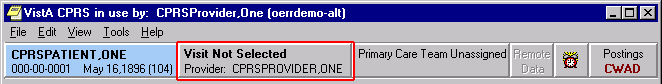 VistA CPRS in use by: CPRSProvider,One (oerrdemo-alt)
File Edit View Tools Help
CPRSPATIENT,ONE
000-00-0001 May 16,1896 (104)
Visit Not Selected
Provider: CPRSPROVIDER,ONE
Primary Care Team Unassigned
Remote
Data
Postings
CWAD